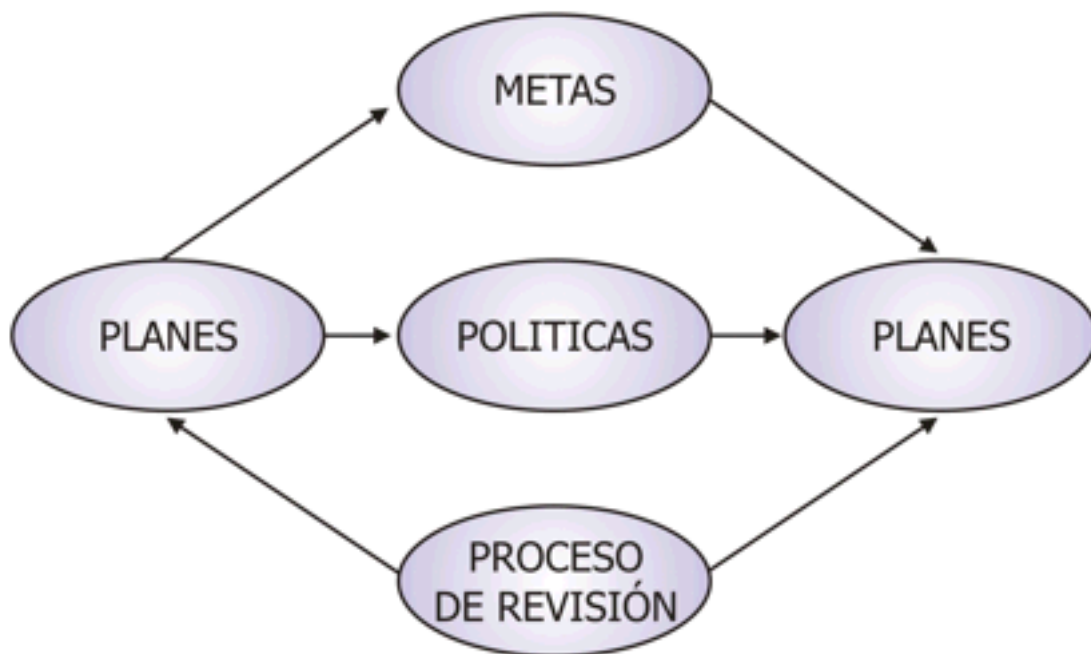 METAS
PLANES
POLITICAS
PLANES
PROCESO
DE REVISIÓN